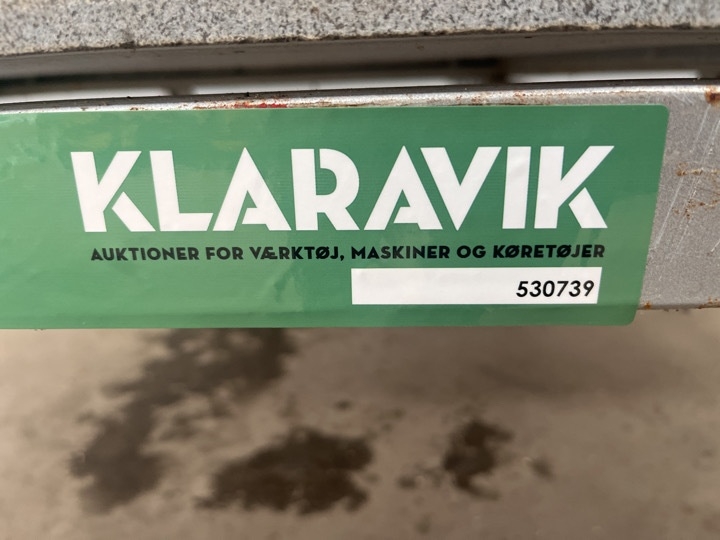 KLARAVIK
AUKTIONER FOR VÆRKTØJ, MASKINER OG KØRETØJER
530739